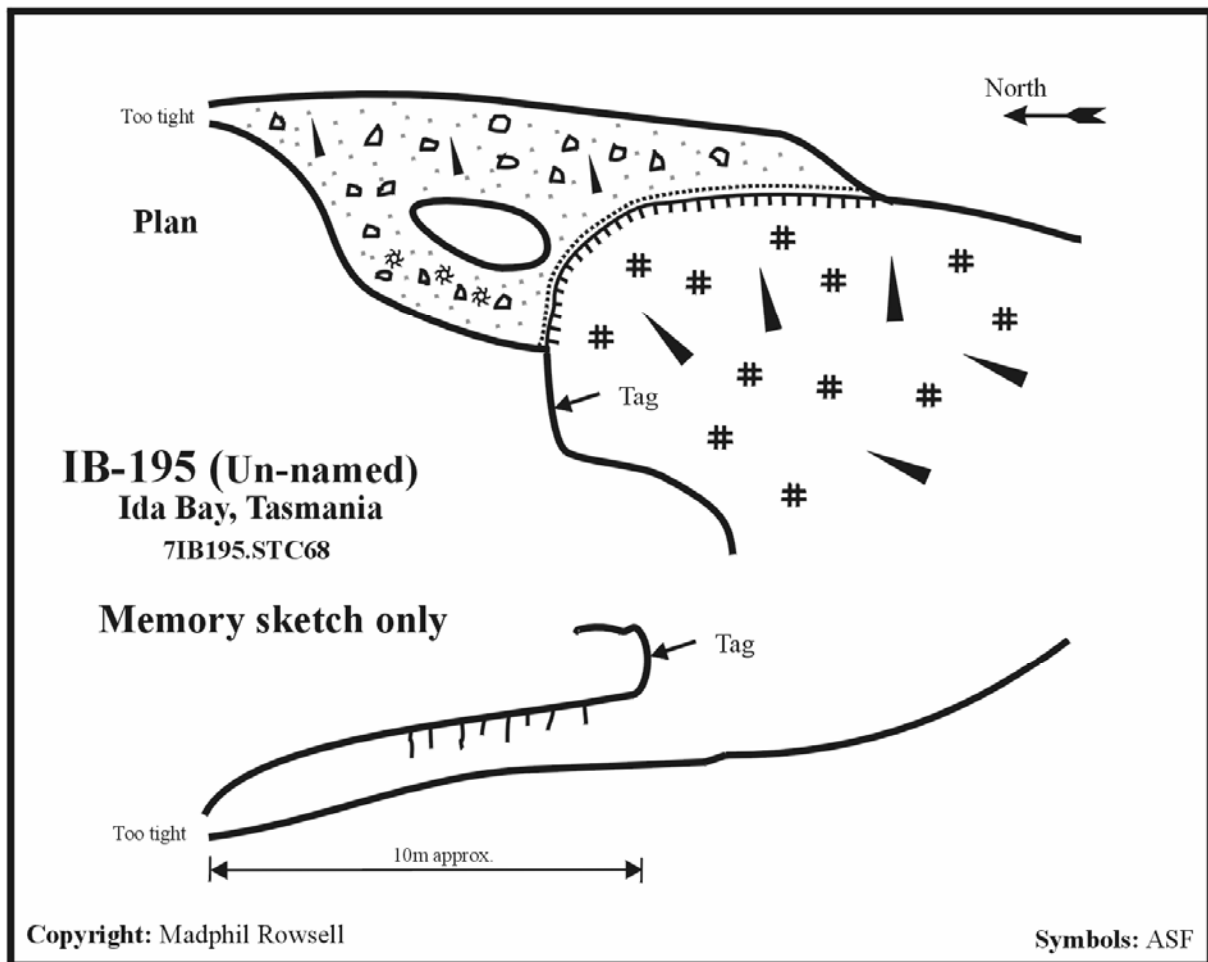 North
Too tight
Plan
Tag
IB-195 (Un-named)
Ida Bay, Tasmania
7IB195.STC68
Memory sketch only
Tag
Too tight
10m approx.
Copyright: Madphil Rowsell
Symbols: ASF